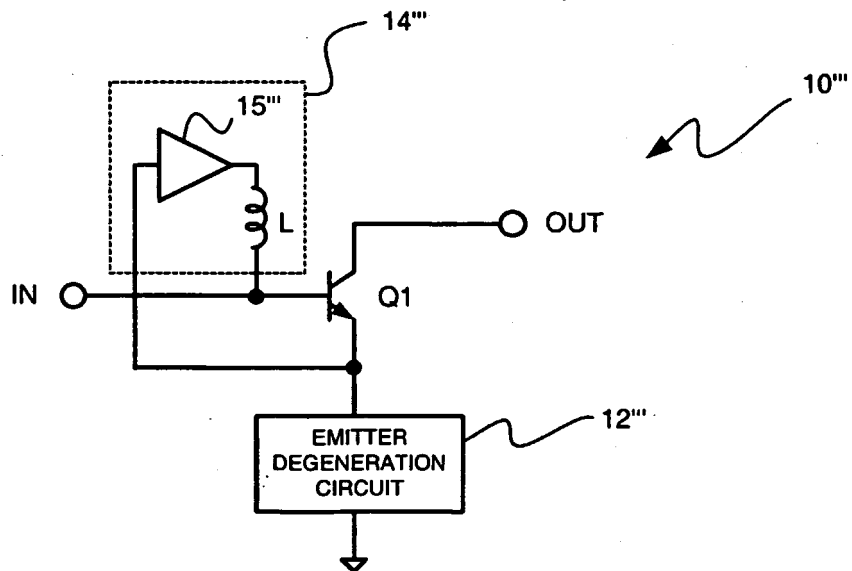 14'''
10'''
15'''
L
OUT
IN
Q1
12'''
EMITTER
DEGENERATION
CIRCUIT